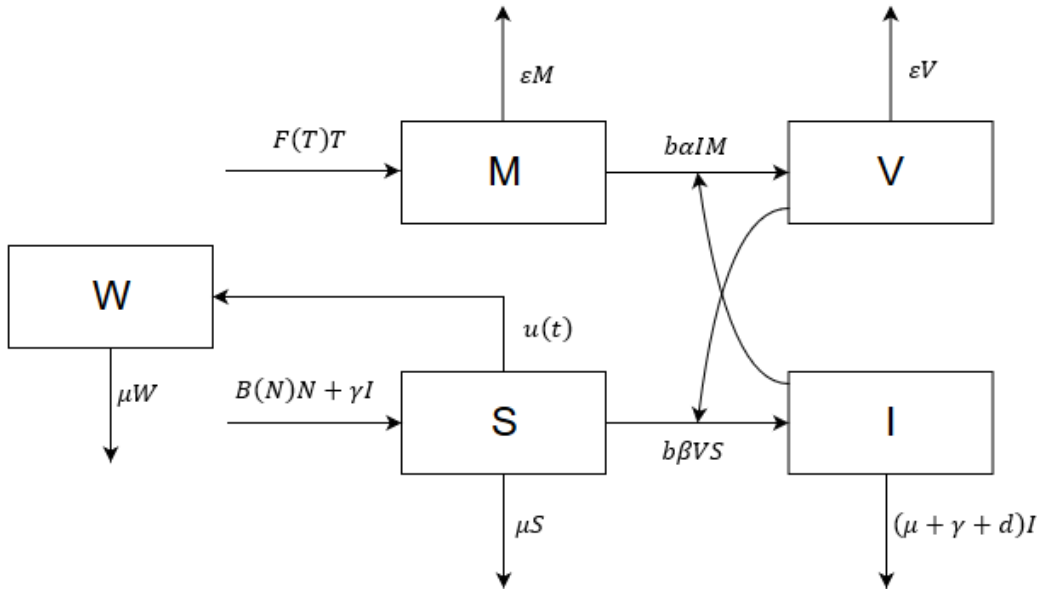 εM
εV
F(T)T
M
bαIM
V
W
u(t)
μW
B(N)N + γI
S
bβVS
I
μS
(μ + γ + d)I